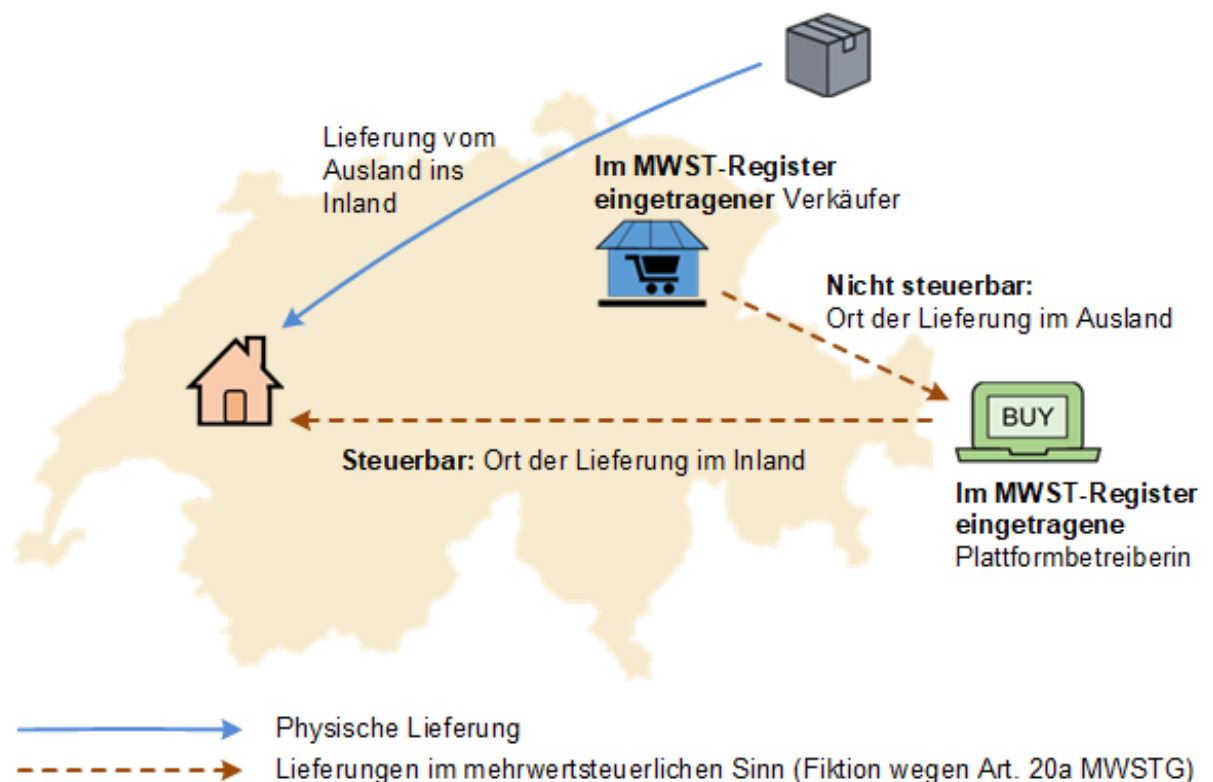 Lieferung vom
Ausland ins
Inland
Im MWST-Register
eingetragener Verkäufer
Nicht steuerbar:
Ort der Lieferung im Ausland
BUY
Steuerbar: Ort der Lieferung im Inland
Im MWST-Register
eingetragene
Plattformbetreiberin
Physische Lieferung
Lieferungen im mehrwertsteuerlichen Sinn (Fiktion wegen Art. 20a MWSTG)